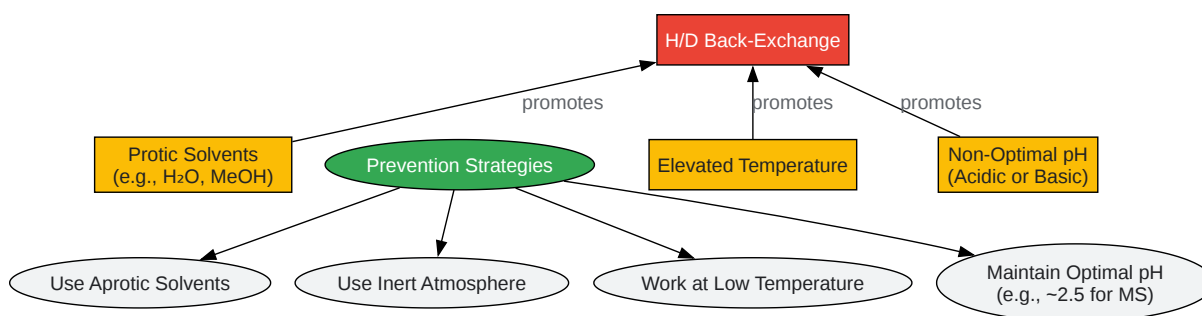 H/D Back-Exchange
promotes
promotes
promotes
Protic Solvents
(e.g., H₂O, MeOH)
Prevention Strategies
Elevated Temperature
Non-Optimal pH
(Acidic or Basic)
Use Aprotic Solvents
Use Inert Atmosphere
Work at Low Temperature
Maintain Optimal pH
(e.g., ~2.5 for MS)